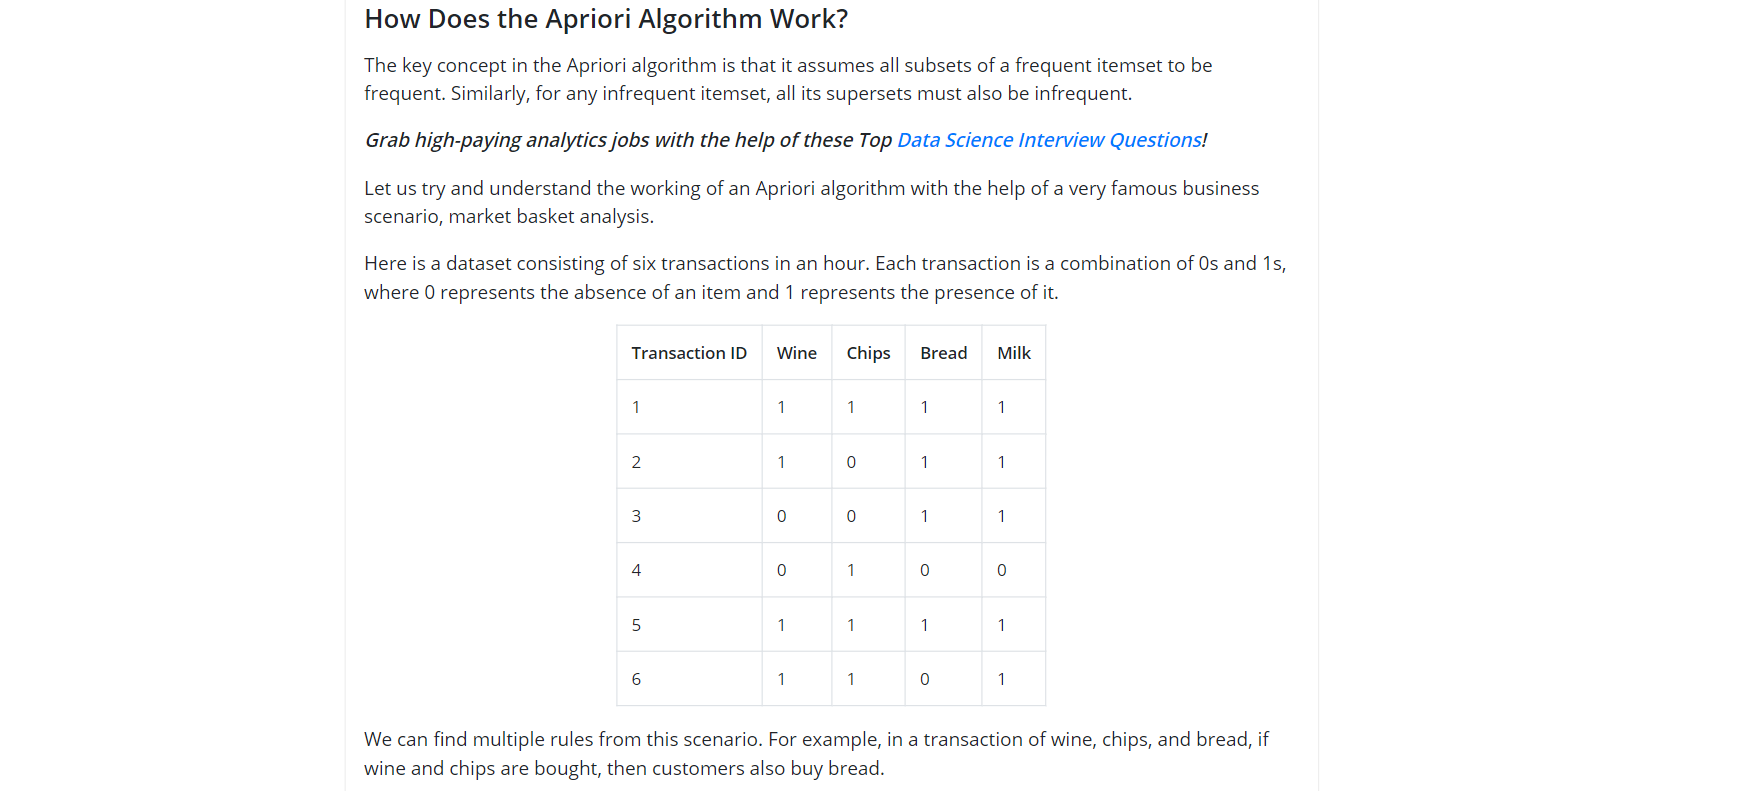 How Does the Apriori Algorithm Work?
The key concept in the Apriori algorithm is that it assumes all subsets of a frequent itemset to be
frequent. Similarly, for any infrequent itemset, all its supersets must also be infrequent.
Grab high-paying analytics jobs with the help of these Top Data Science Interview Questions!
Let us try and understand the working of an Apriori algorithm with the help of a very famous business
scenario, market basket analysis.
Here is a dataset consisting of six transactions in an hour. Each transaction is a combination of 0s and 1s,
where 0 represents the absence of an item and 1 represents the presence of it.
Transaction ID Wine Chips Bread Milk
1 1 1 1 1
2 1 0 1 1
3 0 0 1 1
4 0 1 0 0
5 1 1 1 1
6 1 1 0 1
We can find multiple rules from this scenario. For example, in a transaction of wine, chips, and bread, if
wine and chips are bought, then customers also buy bread.